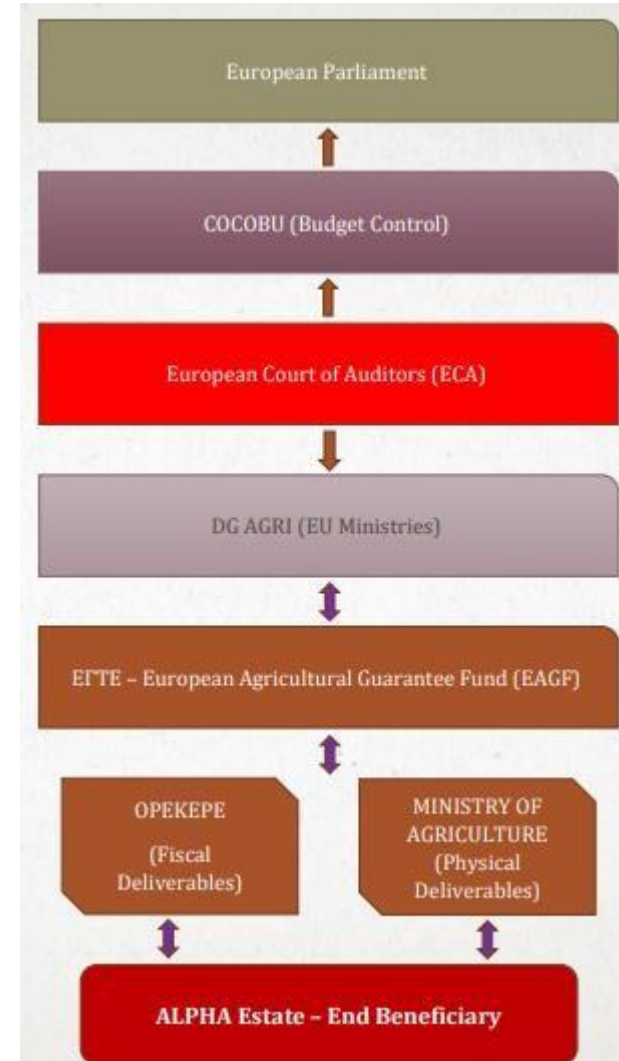 European Parliament
COCOBU (Budget Control)
European Court of Auditors (ECA)
DG AGRI (EU Ministries)
ΕΓΤΕ – European Agricultural Guarantee Fund (EAGF)
OPEKEPE
(Fiscal
Deliverables)
MINISTRY OF
AGRICULTURE
(Physical
Deliverables)
ALPHA Estate – End Beneficiary